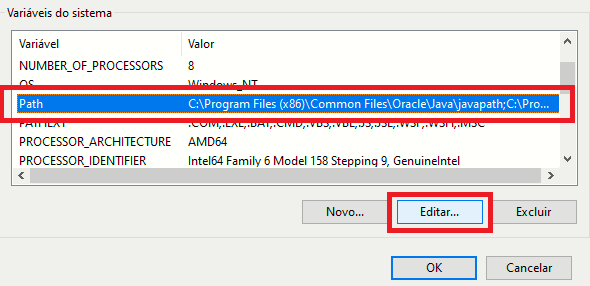 Variáveis do sistema
Variável Valor
NUMBER_OF_PROCESSORS 8
OS Windows_NT
Path C:\Program Files (x86)\Common Files\Oracle\Java\javapath;C:\Pro...
PATHEXT .COM;.EXE;.BAT;.CMD;.VBS;.VBE;.JS;.JSE;.WSF;.WSH;.MSC
PROCESSOR_ARCHITECTURE AMD64
PROCESSOR_IDENTIFIER Intel64 Family 6 Model 158 Stepping 9, GenuineIntel
Novo... Editar... Excluir
OK Cancelar